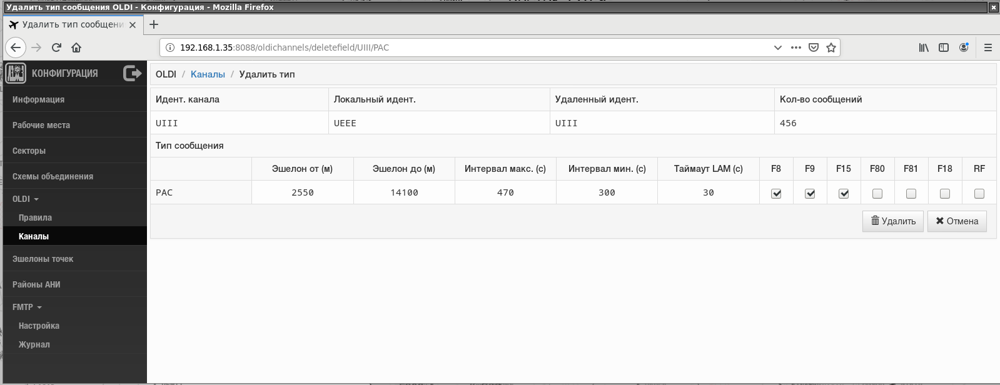 Удалить тип сообщения OLDI - Конфигурация - Mozilla Firefox
Удалить тип сообщени
192.168.1.35:8088/oldichannels/deletefield/UIII/PAC
КОНФИГУРАЦИЯ
Информация
Рабочие места
Секторы
Схемы объединения
OLDI
Правила
Каналы
Эшелоны точек
Районы АНИ
FMTP
Настройка
Журнал
OLDI / Каналы / Удалить тип
Идент. канала Локальный идент. Удаленный идент. Кол-во сообщений
UIII UEEE UIII 456
Тип сообщения
Эшелон от (м) Эшелон до (м) Интервал макс. (с) Интервал мин. (с) Таймаут LAM (с) F8 F9 F15 F80 F81 F18 RF
PAC 2550 14100 470 300 30
Удалить Отмена